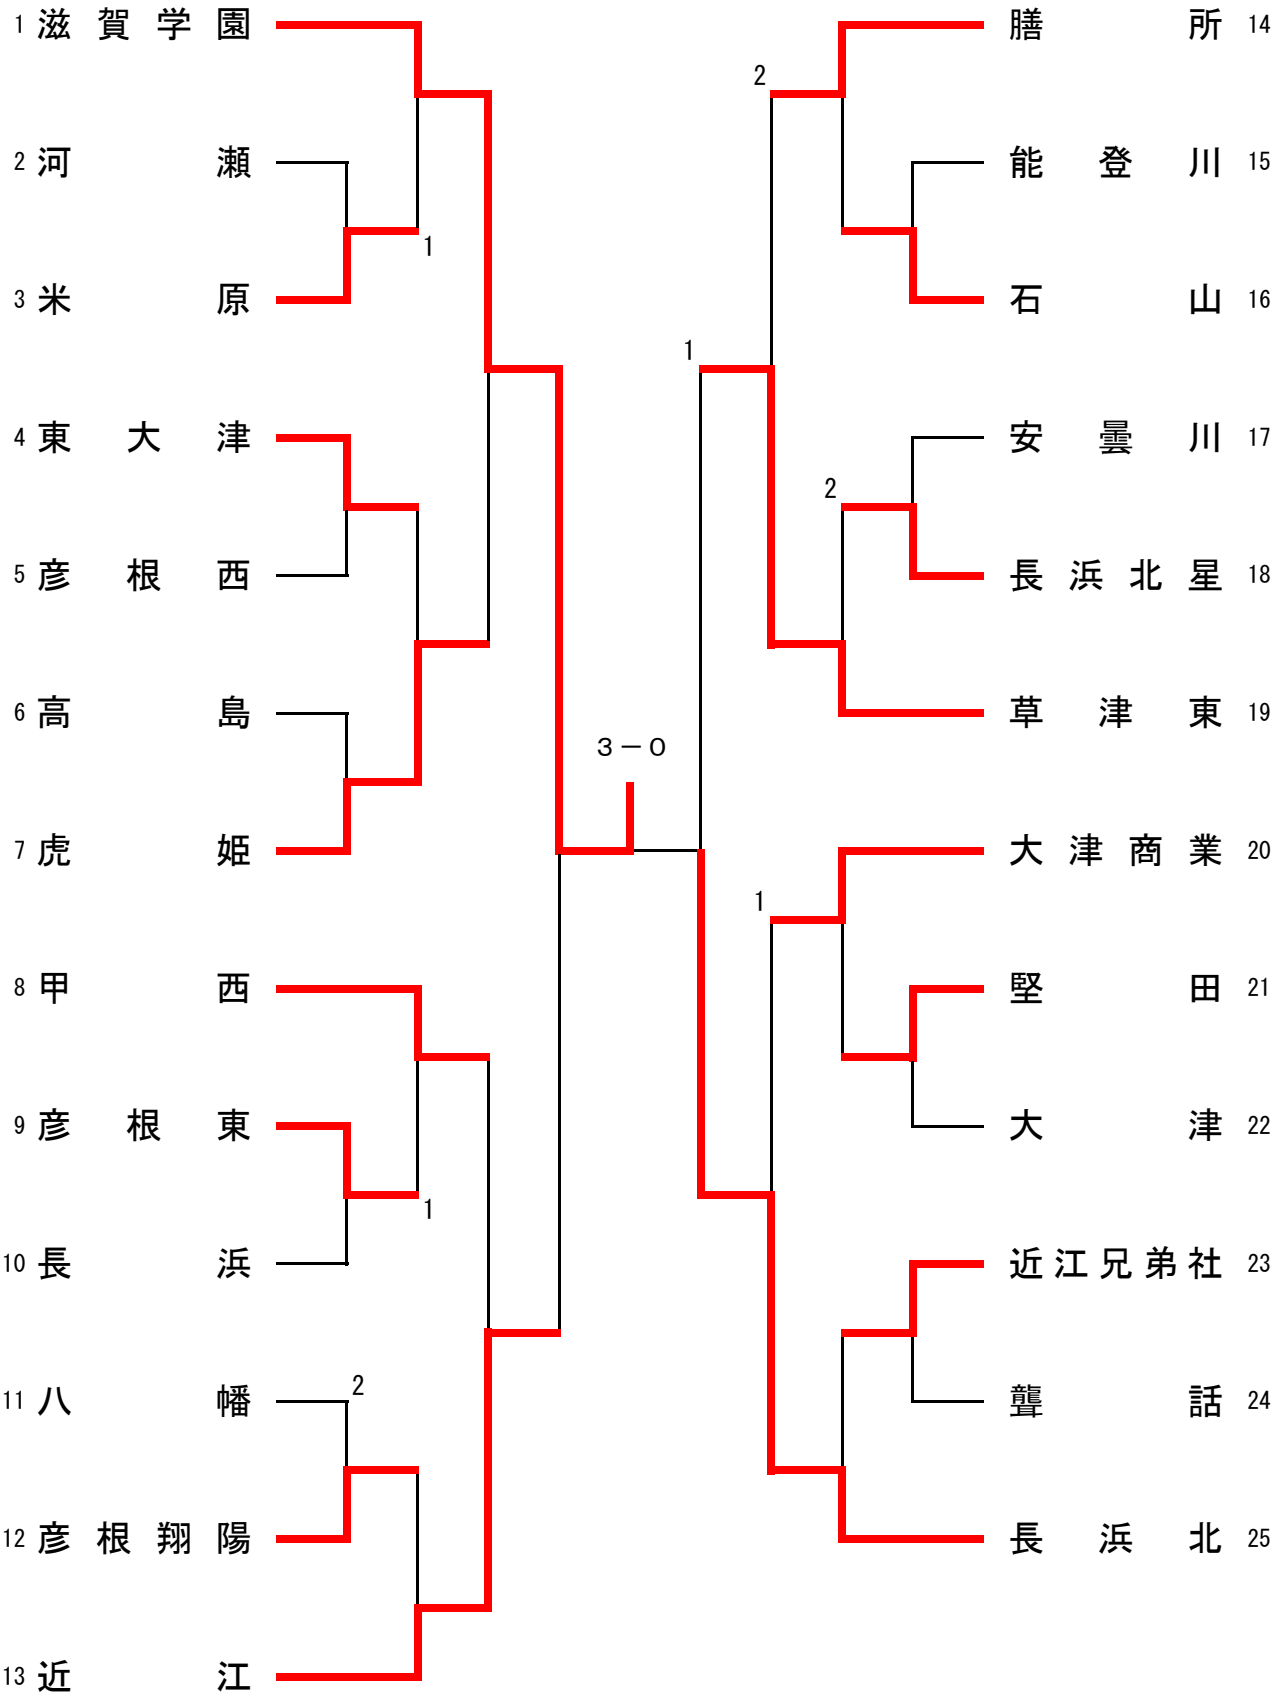 1 滋賀学園
2 河瀬
1
3 米原
4 東大津
5 彦根西
6 高島
7 虎姫
8 甲西
9 彦根東
1
10 長浜
11 八幡
2
12 彦根翔陽
13 近江
3－0
膳所 14
2
能登川 15
石山 16
1
安曇川 17
2
長浜北星 18
草津東 19
大津商業 20
1
堅田 21
大津 22
近江兄弟社 23
聾話 24
長浜北 25